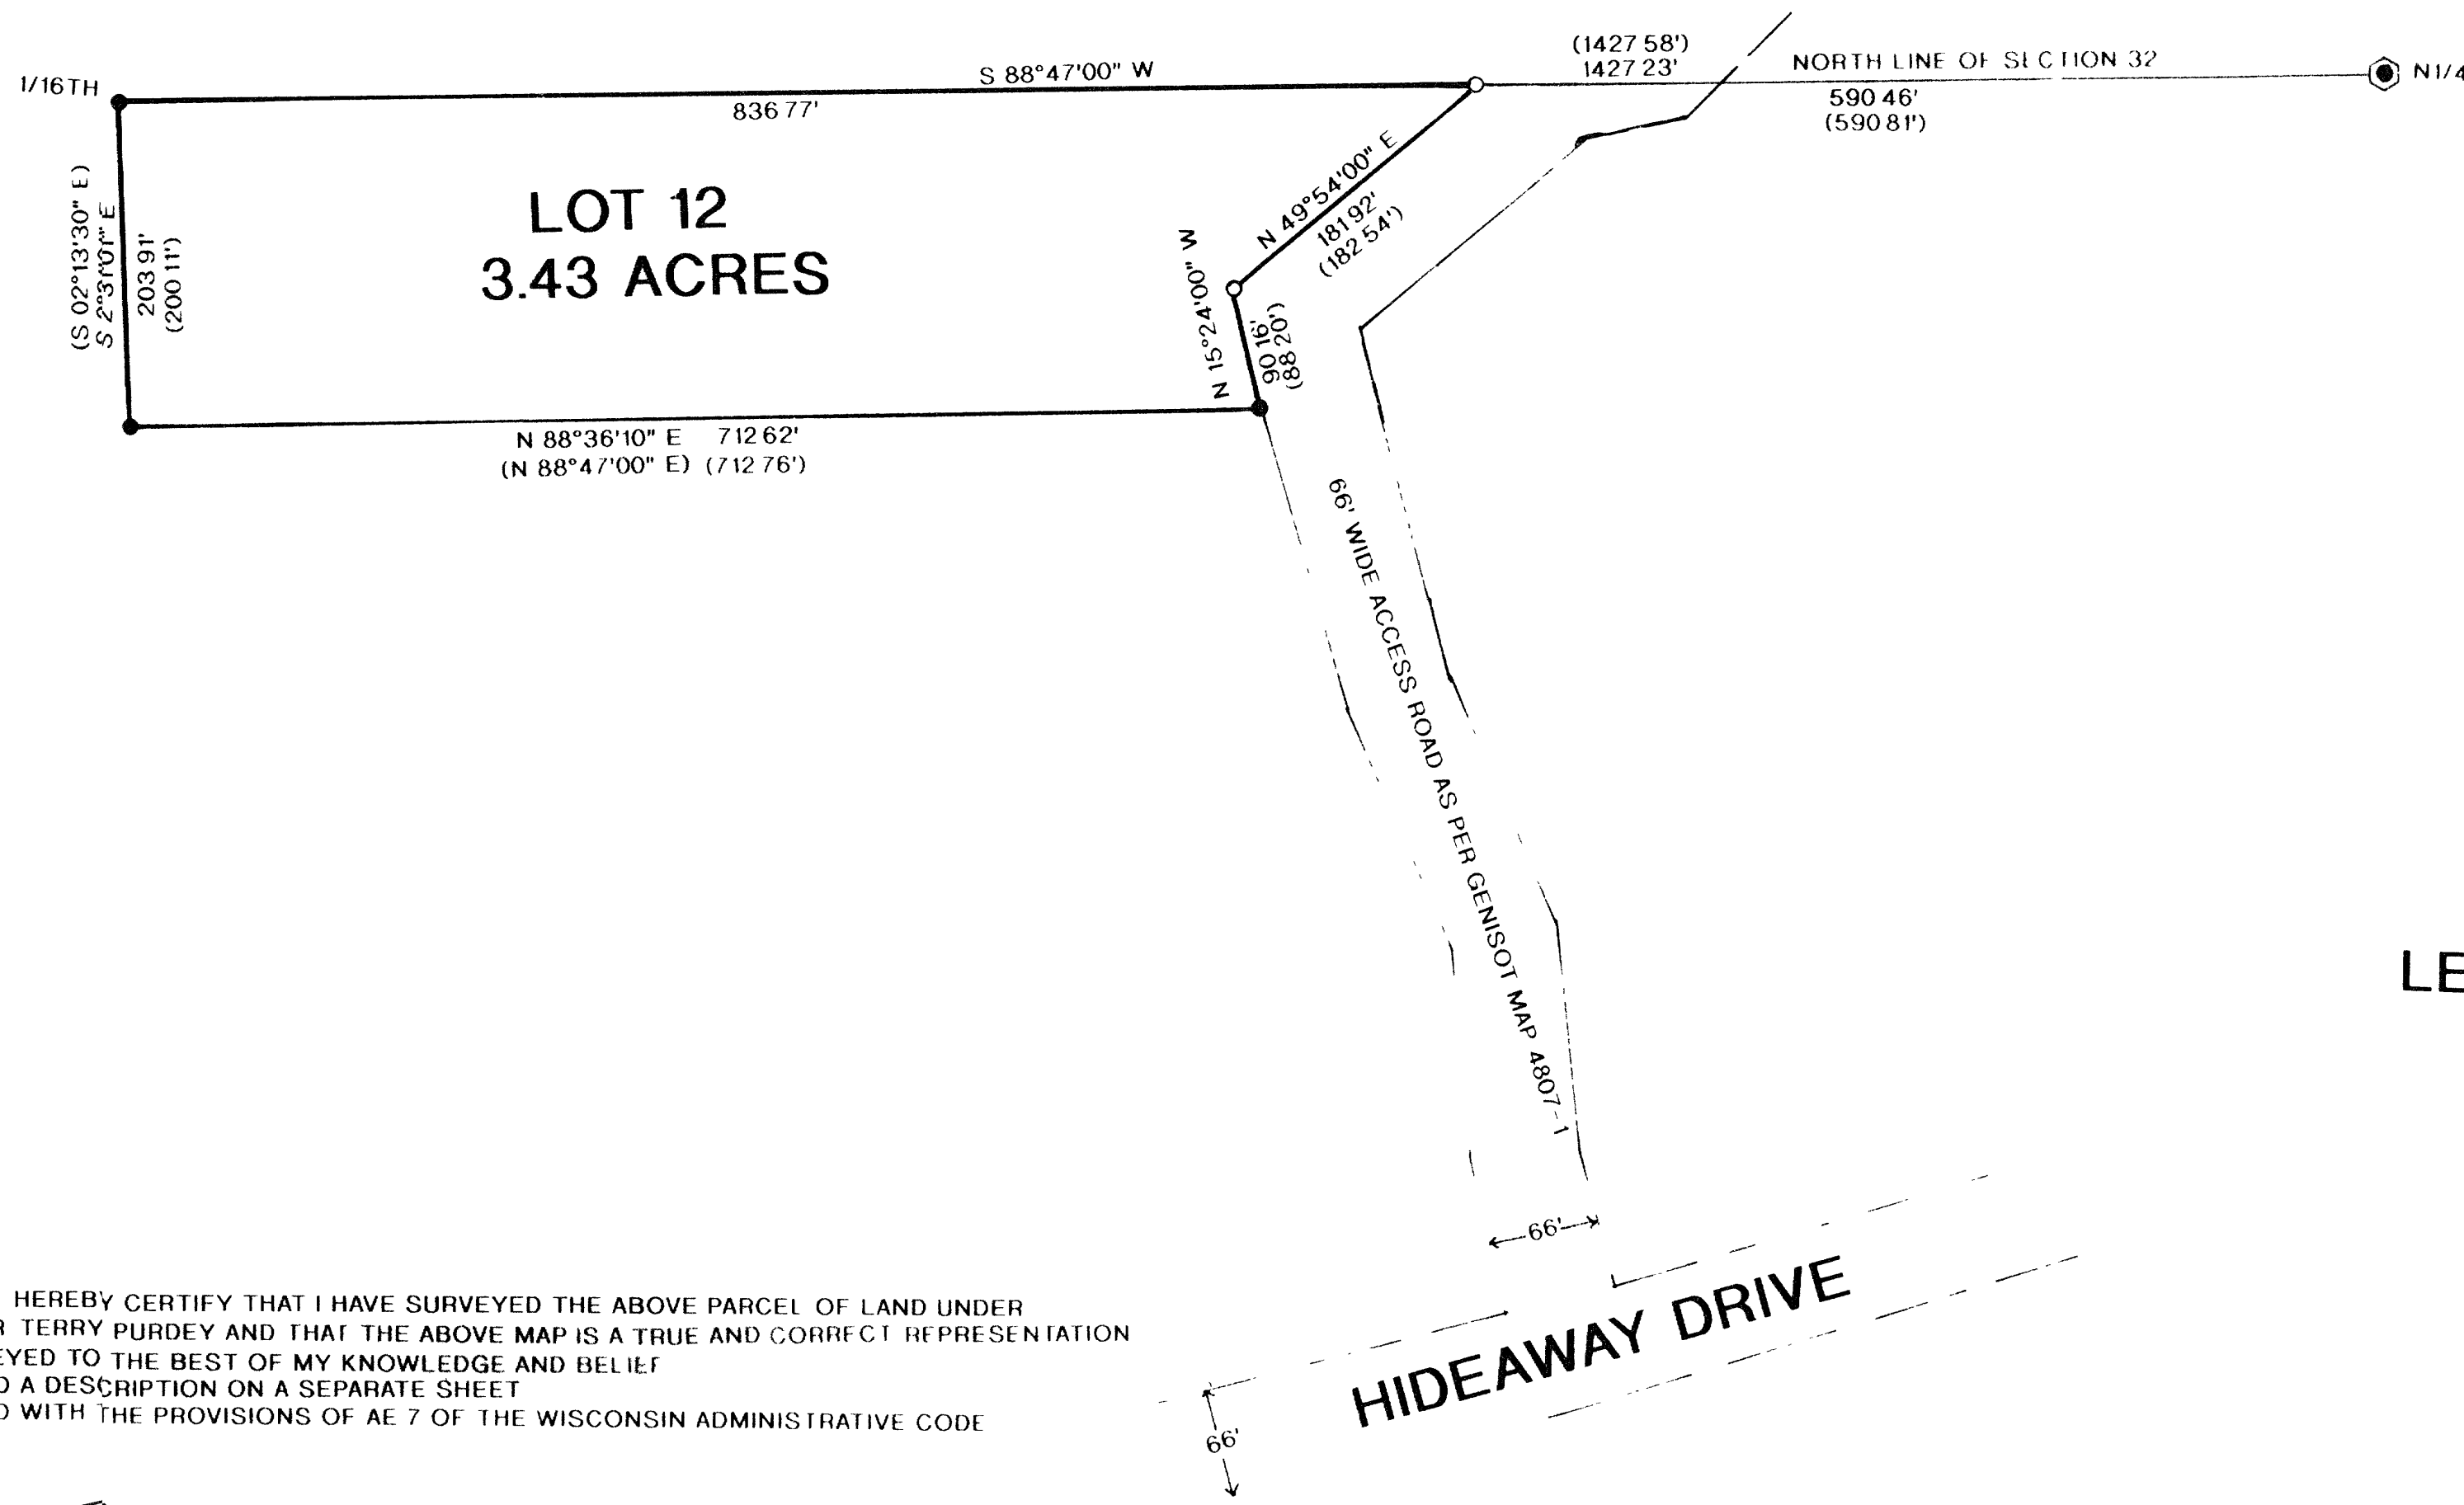 1/16TH
S 88°47'00" W
836 77'
(1427 58')
1427 23'
NORTH LINE OF SECTION 32
590 46'
(590 81')
N1/4
(S 02°13'30" E)
203 91'
(200 11')
LOT 12
3.43 ACRES
N 49°54'00" E
181 92'
(182 54')
N 15°24'00" W
90 16'
(88 20')
N 88°36'10" E 712 62'
(N 88°47'00" E) (712 76')
66' WIDE ACCESS ROAD AS PER GENISOT MAP 4807-1
LE
66'
HIDEAWAY DRIVE
66'
HEREBY CERTIFY THAT I HAVE SURVEYED THE ABOVE PARCEL OF LAND UNDER
R TERRY PURDEY AND THAT THE ABOVE MAP IS A TRUE AND CORRECT REPRESENTATION
EYED TO THE BEST OF MY KNOWLEDGE AND BELIEF
D A DESCRIPTION ON A SEPARATE SHEET
D WITH THE PROVISIONS OF AE 7 OF THE WISCONSIN ADMINISTRATIVE CODE